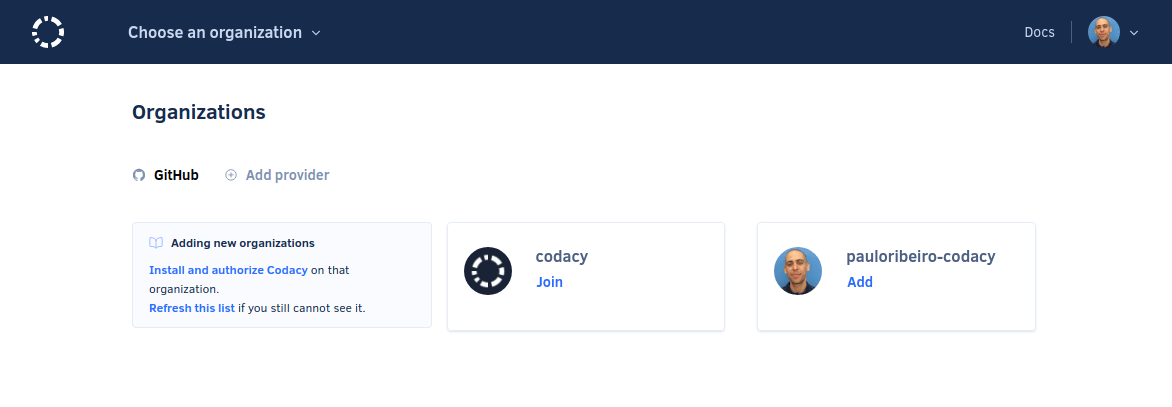 Choose an organization
Docs
Organizations
GitHub
Add provider
Adding new organizations
Install and authorize Codacy on that
organization.
Refresh this list if you still cannot see it.
codacy
Join
pauloribeiro-codacy
Add